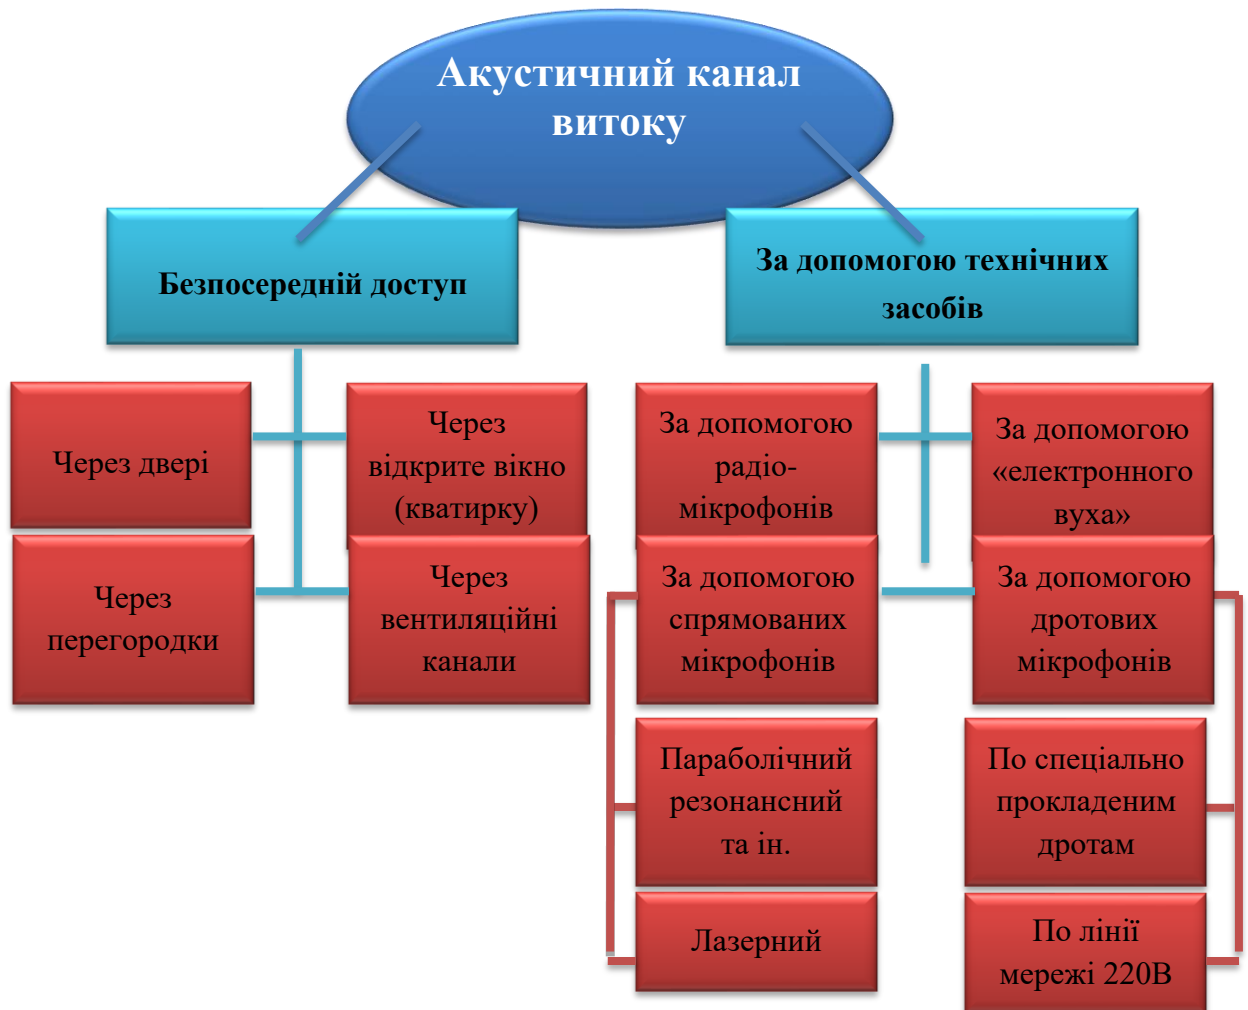 Акустичний канал
витоку
Безпосередній доступ
За допомогою технічних
засобів
Через двері
Через
відкрите вікно
(кватирку)
За допомогою
радіо-
мікрофонів
За допомогою
«електронного
вуха»
Через
перегородки
Через
вентиляційні
канали
За допомогою
спрямованих
мікрофонів
За допомогою
дротових
мікрофонів
Параболічний
резонансний
та ін.
По спеціально
прокладеним
дротам
Лазерний
По лінії
мережі 220В